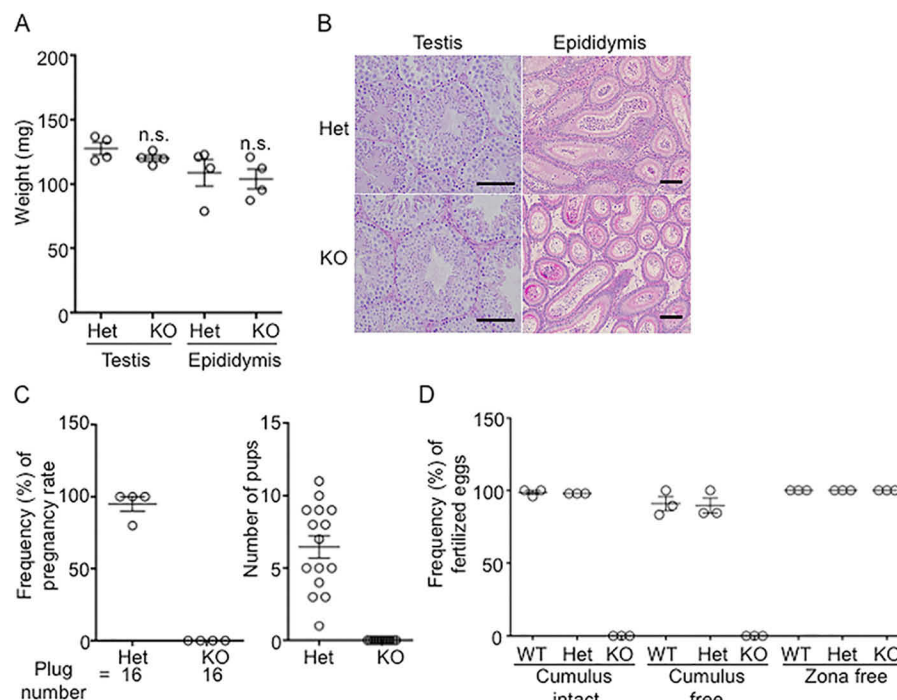 A
B
Testis
Epididymis
200
150
100
50
0
Weight (mg)
n.s.
n.s.
Het
KO
Het
KO
Testis
Epididymis
Het
KO
C
D
150
100
50
0
Frequency (%) of
pregnancy rate
Het
KO
Plug
number
= 16
16
15
10
5
0
Number of pups
Het
KO
150
100
50
0
Frequency (%) of
fertilized eggs
WT
Het
KO
WT
Het
KO
WT
Het
KO
Cumulus
intact
Cumulus
free
Zona free